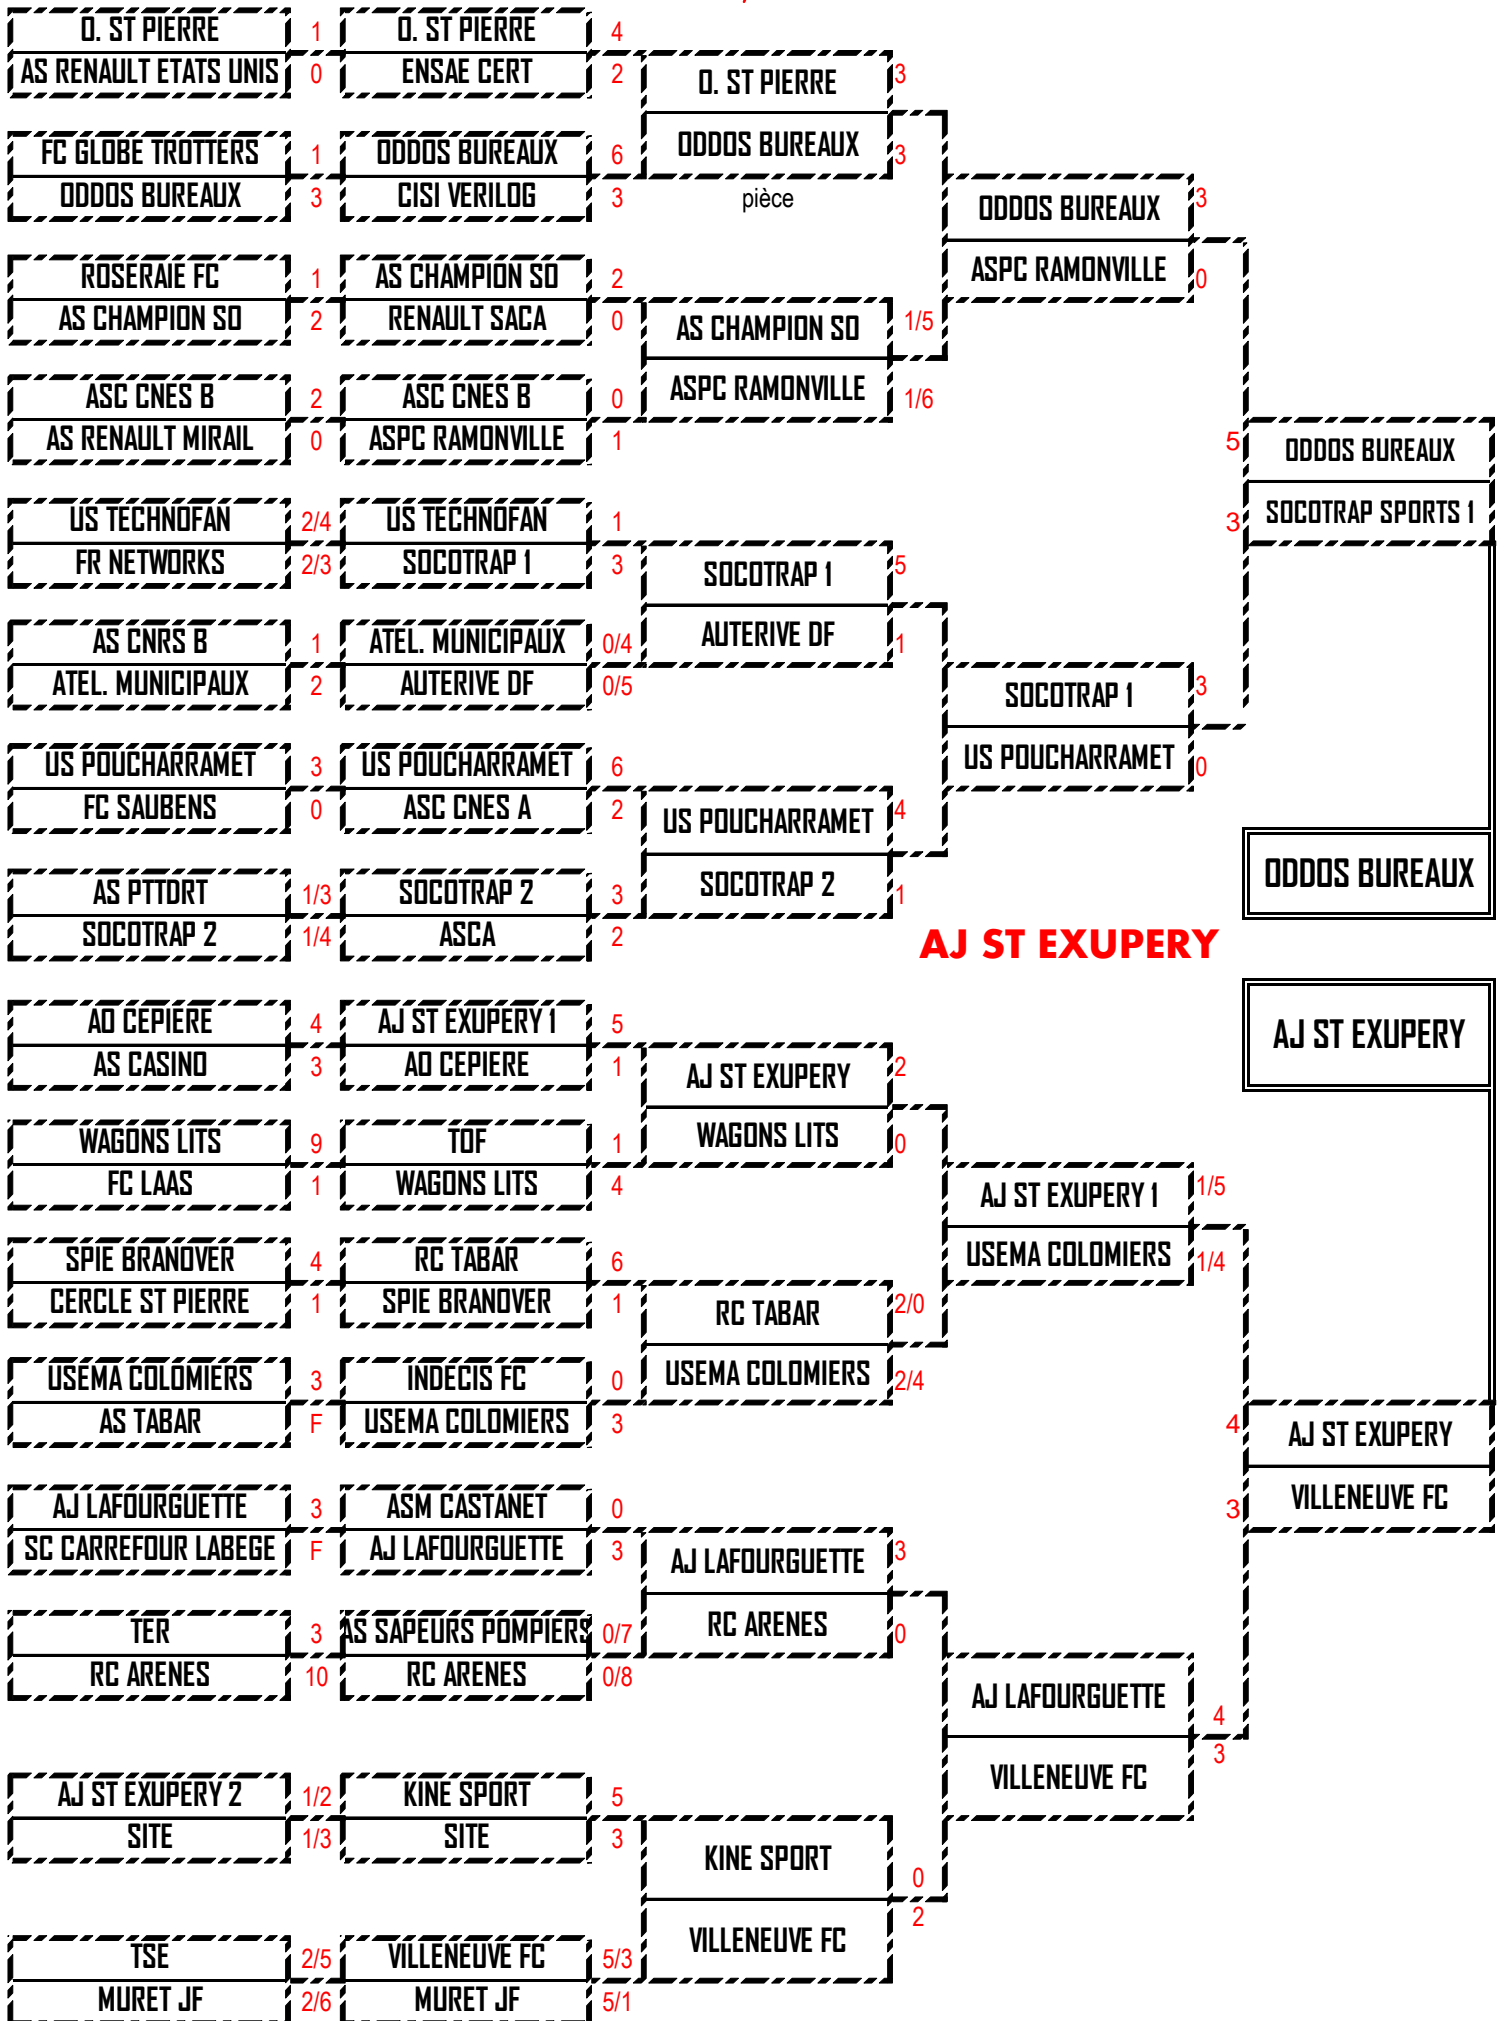 O. ST PIERRE 1 O. ST PIERRE 4
AS RENAULT ETATS UNIS 0 ENSAE CERT 2
O. ST PIERRE 3
ODDOS BUREAUX 3
pièce
FC GLOBE TROTTERS 1 ODDOS BUREAUX 6
ODDOS BUREAUX 3 CISI VERILOG 3
ODDOS BUREAUX 3
ASPC RAMONVILLE 0
ROSERAIE FC 1 AS CHAMPION SO 2
AS CHAMPION SO 2 RENAULT SACA 0
AS CHAMPION SO 1/5
ASPC RAMONVILLE 1/6
ASC CNES B 2 ASC CNES B 0
AS RENAULT MIRAIL 0 ASPC RAMONVILLE 1
5 ODDOS BUREAUX
3 SOCOTRAP SPORTS 1
US TECHNOFAN 2/4 US TECHNOFAN 1
FR NETWORKS 2/3 SOCOTRAP 1 3
SOCOTRAP 1 5
AUTERIVE DF 1
AS CNRS B 1 ATEL. MUNICIPAUX 0/4
ATEL. MUNICIPAUX 2 AUTERIVE DF 0/5
SOCOTRAP 1 3
US POUCHARRAMET 0
US POUCHARRAMET 3 US POUCHARRAMET 6
FC SAUBENS 0 ASC CNES A 2
US POUCHARRAMET 4
SOCOTRAP 2 1
ODDOS BUREAUX
AS PTTDRT 1/3 SOCOTRAP 2 3
SOCOTRAP 2 1/4 ASCA 2
AJ ST EXUPERY
AO CEPIERE 4 AJ ST EXUPERY 1 5
AS CASINO 3 AO CEPIERE 1
AJ ST EXUPERY
AJ ST EXUPERY 2
WAGONS LITS 0
WAGONS LITS 9 TOF 1
FC LAAS 1 WAGONS LITS 4
AJ ST EXUPERY 1 1/5
USEMA COLOMIERS 1/4
SPIE BRANOVER 4 RC TABAR 6
CERCLE ST PIERRE 1 SPIE BRANOVER 1
RC TABAR 2/0
USEMA COLOMIERS 2/4
USEMA COLOMIERS 3 INDECIS FC 0
AS TABAR F USEMA COLOMIERS 3
4 AJ ST EXUPERY
3 VILLENEUVE FC
AJ LAFOURGUETTE 3 ASM CASTANET 0
SC CARREFOUR LABEGE F AJ LAFOURGUETTE 3
AJ LAFOURGUETTE 3
RC ARENES 0
TER 3 AS SAPEURS POMPIERS 0/7
RC ARENES 10 RC ARENES 0/8
AJ LAFOURGUETTE 4
VILLENEUVE FC 3
AJ ST EXUPERY 2 1/2 KINE SPORT 5
SITE 1/3 SITE 3
KINE SPORT 0
VILLENEUVE FC 2
TSE 2/5 VILLENEUVE FC 5/3
MURET JF 2/6 MURET JF 5/1